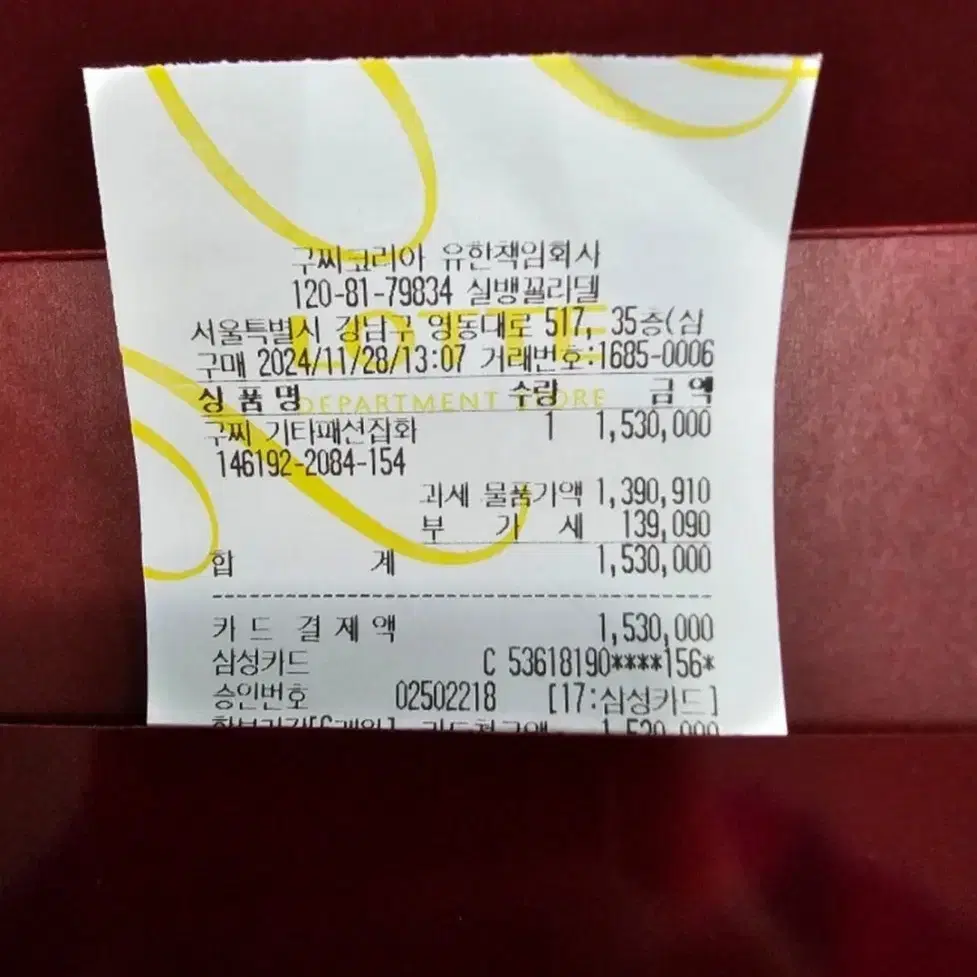 구찌코리아 유한책임회사
120-81-79834 실뱅꼴라델
서울특별시 강남구 영동대로 517, 35층(삼
구매 2024/11/28/13:07 거래번호:1685-0006
LOTTE
DEPARTMENT STORE
상 품 명 수량 금 액
구찌 기타패션잡화 1 1,530,000
146192-2084-154
과세 물품가액 1,390,910
부 가 세 139,090
합 계 1,530,000
카 드 결 제 액 1,530,000
삼성카드 C 53618190****156*
승인번호 02502218 [17:삼성카드]
1,530,000